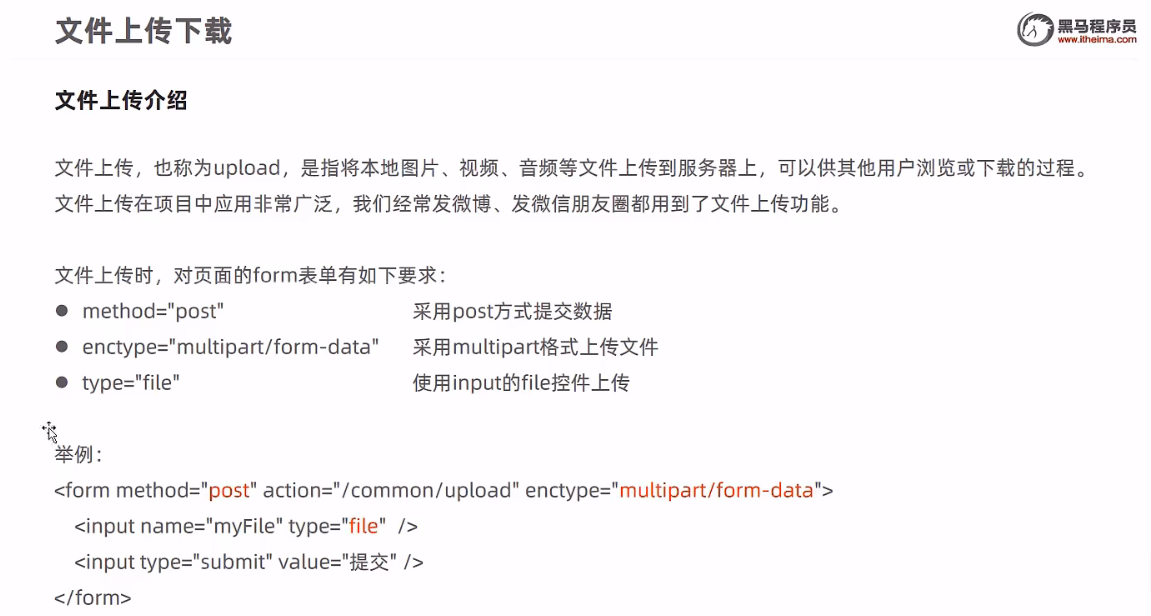 文件上传下载
黑马程序员
www.itheima.com
文件上传介绍
文件上传，也称为upload，是指将本地图片、视频、音频等文件上传到服务器上，可以供其他用户浏览或下载的过程。
文件上传在项目中应用非常广泛，我们经常发微博、发微信朋友圈都用到了文件上传功能。
文件上传时，对页面的form表单有如下要求：
● method="post" 采用post方式提交数据
● enctype="multipart/form-data" 采用multipart格式上传文件
● type="file" 使用input的file控件上传
举例：
<form method="post" action="/common/upload" enctype="multipart/form-data">
<input name="myFile" type="file" />
<input type="submit" value="提交" />
</form>